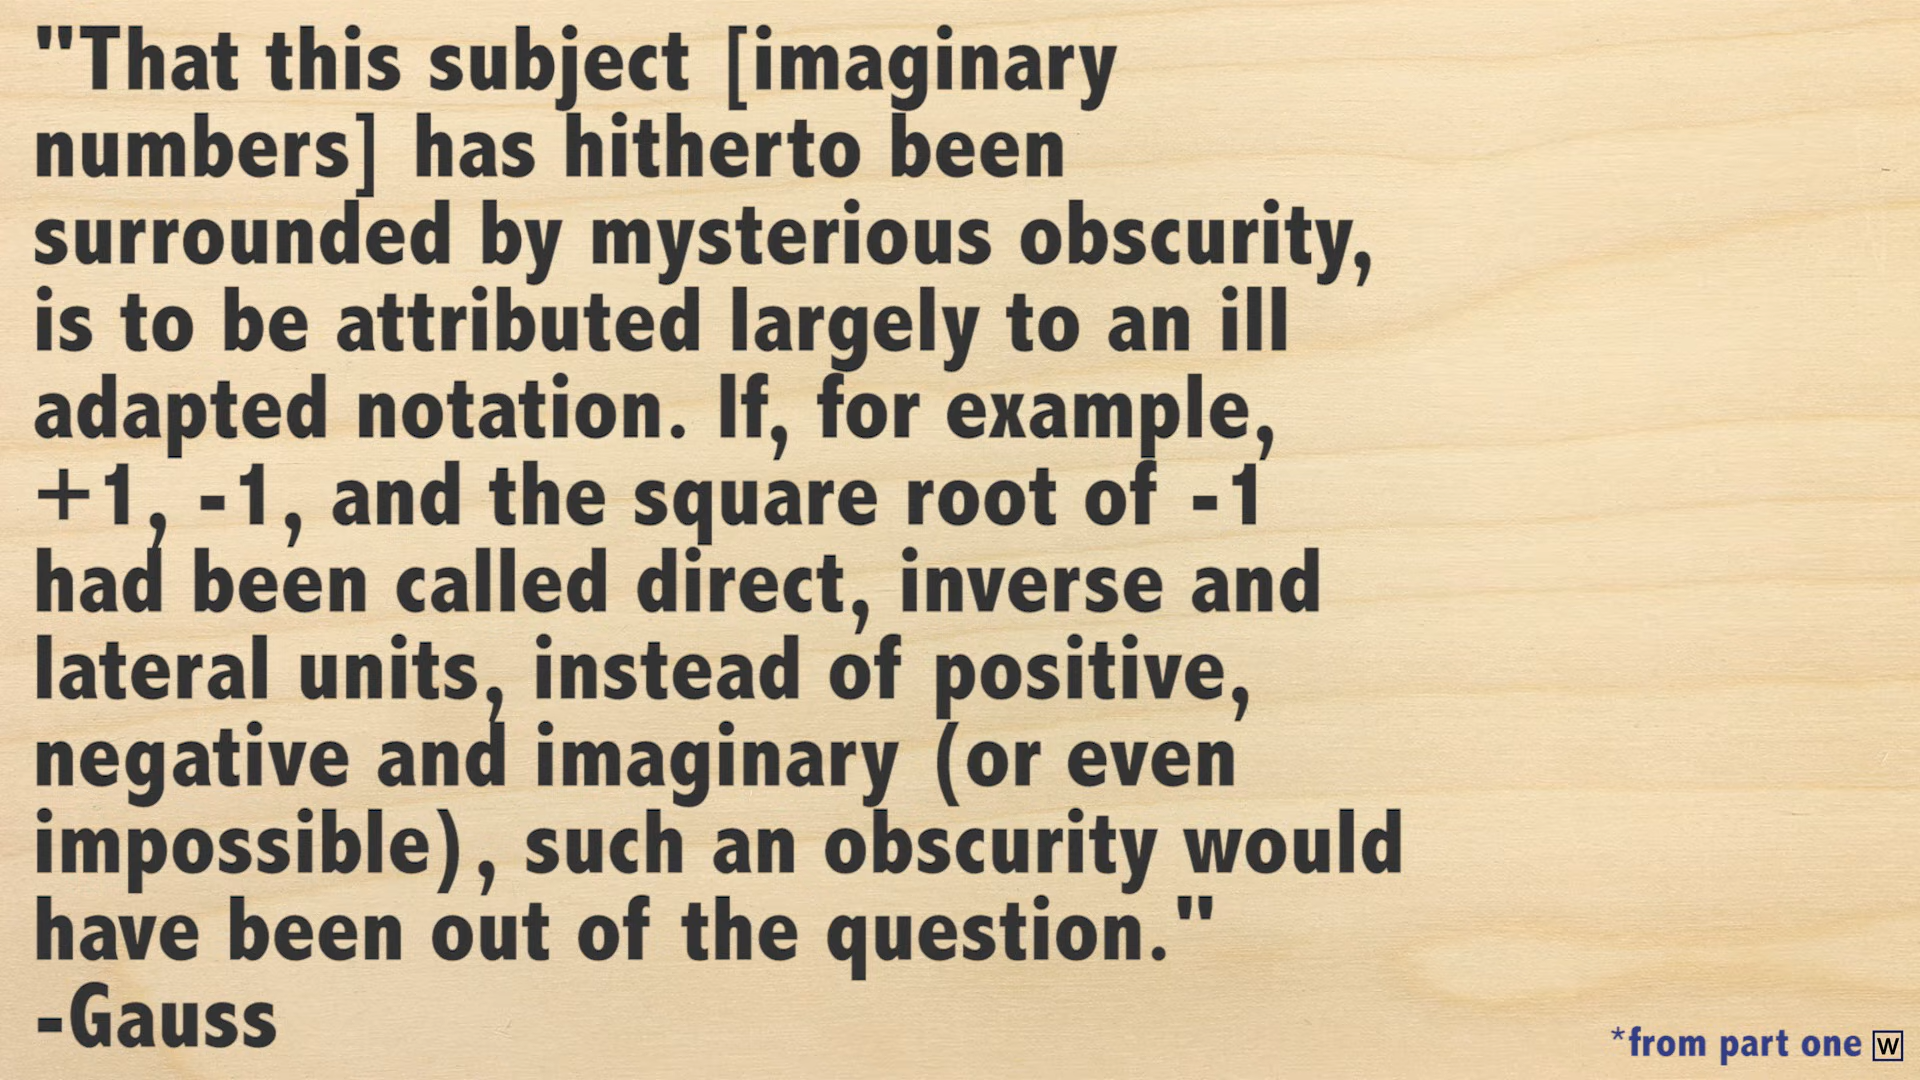 "That this subject [imaginary
numbers] has hitherto been
surrounded by mysterious obscurity,
is to be attributed largely to an ill
adapted notation. If, for example,
+1, -1, and the square root of -1
had been called direct, inverse and
lateral units, instead of positive,
negative and imaginary (or even
impossible), such an obscurity would
have been out of the question."
-Gauss
*from part one W